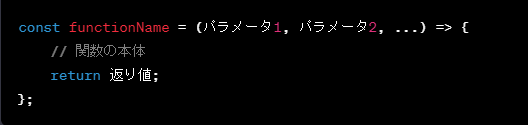 const functionName = (パラメータ1, パラメータ2, ...) => {
    // 関数の本体
    return 返り値;
};